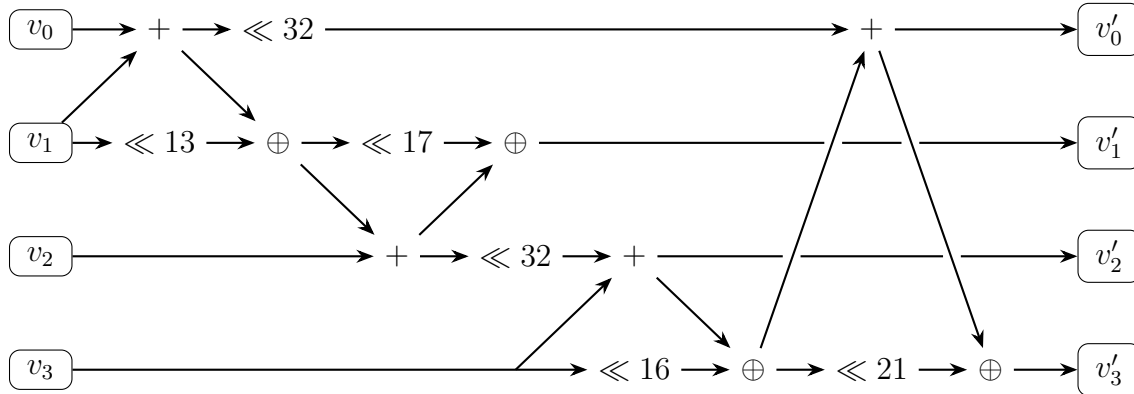 v₀ + ≪ 32 + v′₀
v₁ ≪ 13 ⊕ ≪ 17 ⊕ v′₁
v₂ + ≪ 32 + v′₂
v₃ ≪ 16 ⊕ ≪ 21 ⊕ v′₃